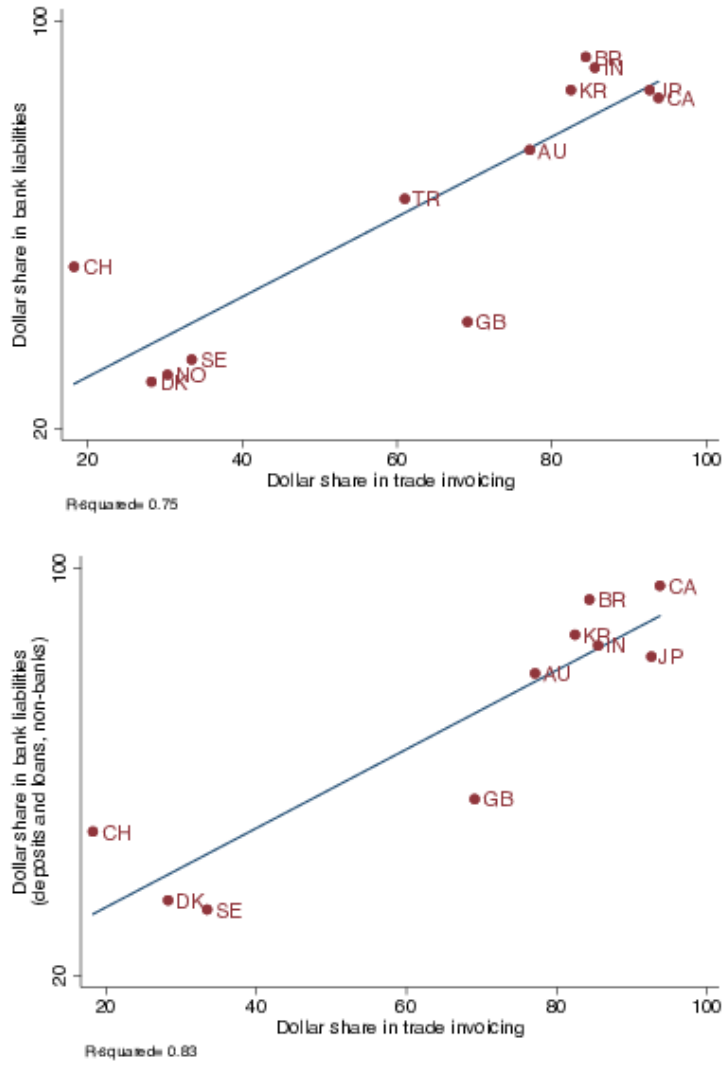 100
Dollar share in bank liabilities
20
BR
IN
KR
JP
CA
AU
TR
CH
GB
SE
NO
DK
20 40 60 80 100
Dollar share in trade invoicing
R-squared= 0.75
100
Dollar share in bank liabilities
(deposits and loans, non-banks)
20
CA
BR
KR
IN
JP
AU
GB
CH
DK
SE
20 40 60 80 100
Dollar share in trade invoicing
R-squared= 0.83